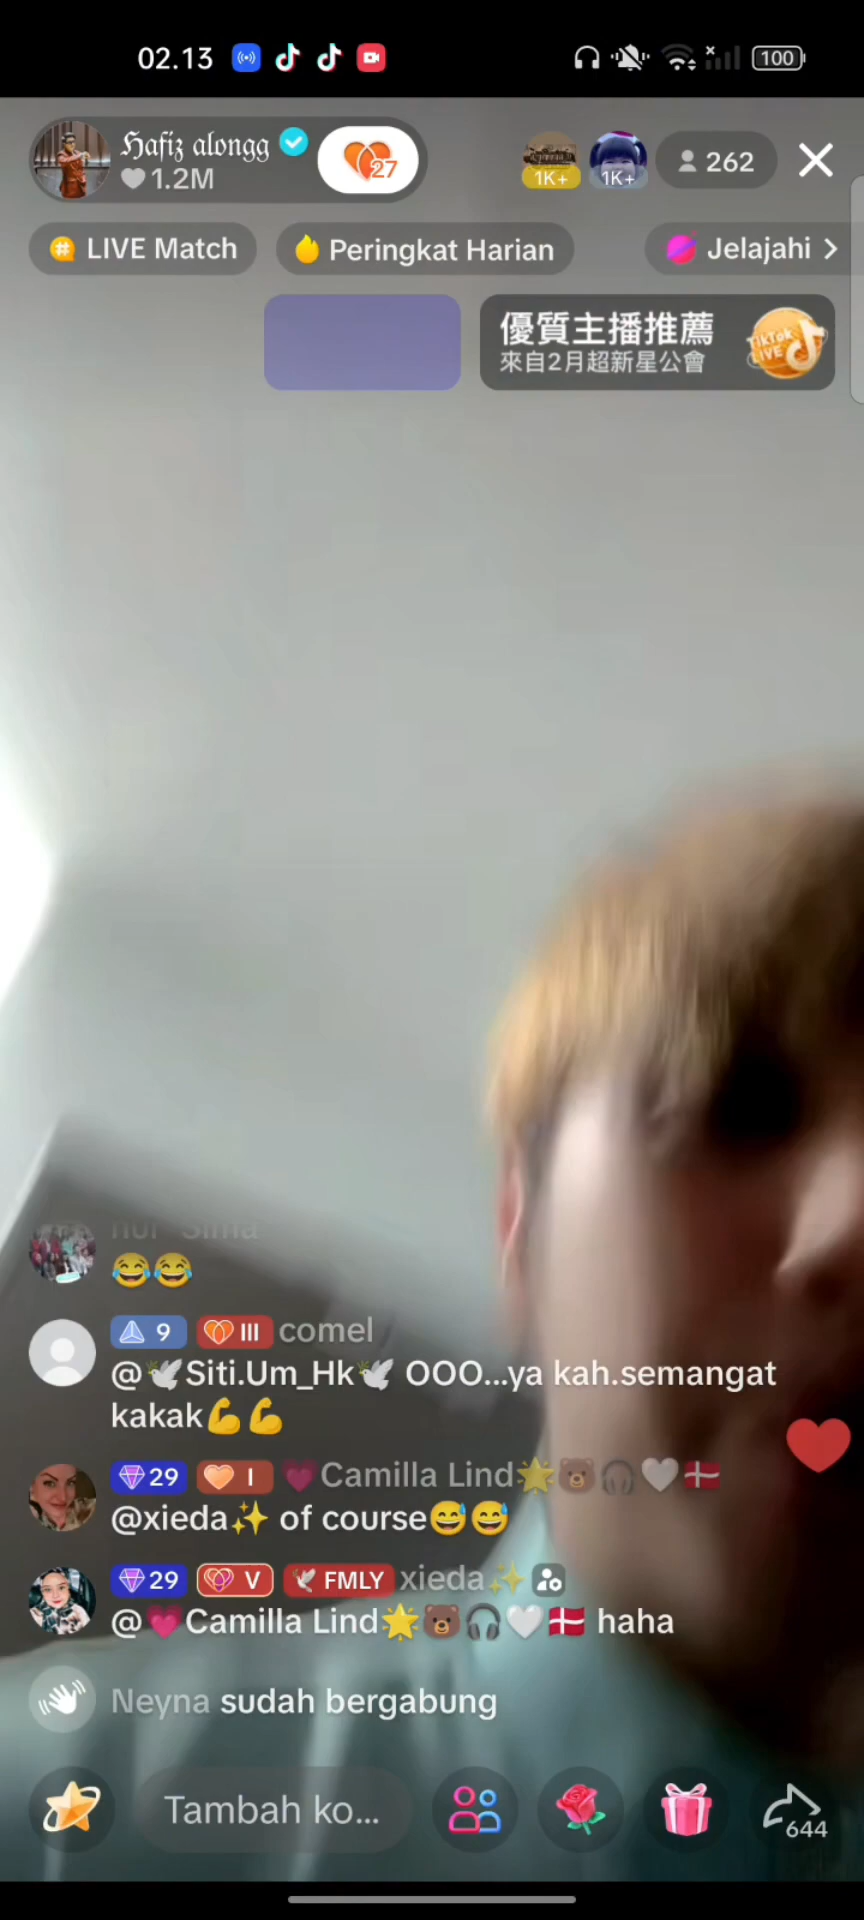 02.13
100
Hafiz alongg
1.2M
27
1K+
1K+
262
LIVE Match
Peringkat Harian
Jelajahi
優質主播推薦
來自2月超新星公會
TikTok LIVE
😂😂
9 III comel
@🕊Siti.Um_Hk🕊 OOO...ya kah.semangat
kakak💪💪
29 I 💗Camilla Lind🌟🐻🎧🤍🇩🇰
@xieda✨ of course😅😅
29 V FMLY xieda✨
@💗Camilla Lind🌟🐻🎧🤍🇩🇰 haha
Neyna sudah bergabung
Tambah ko...
644